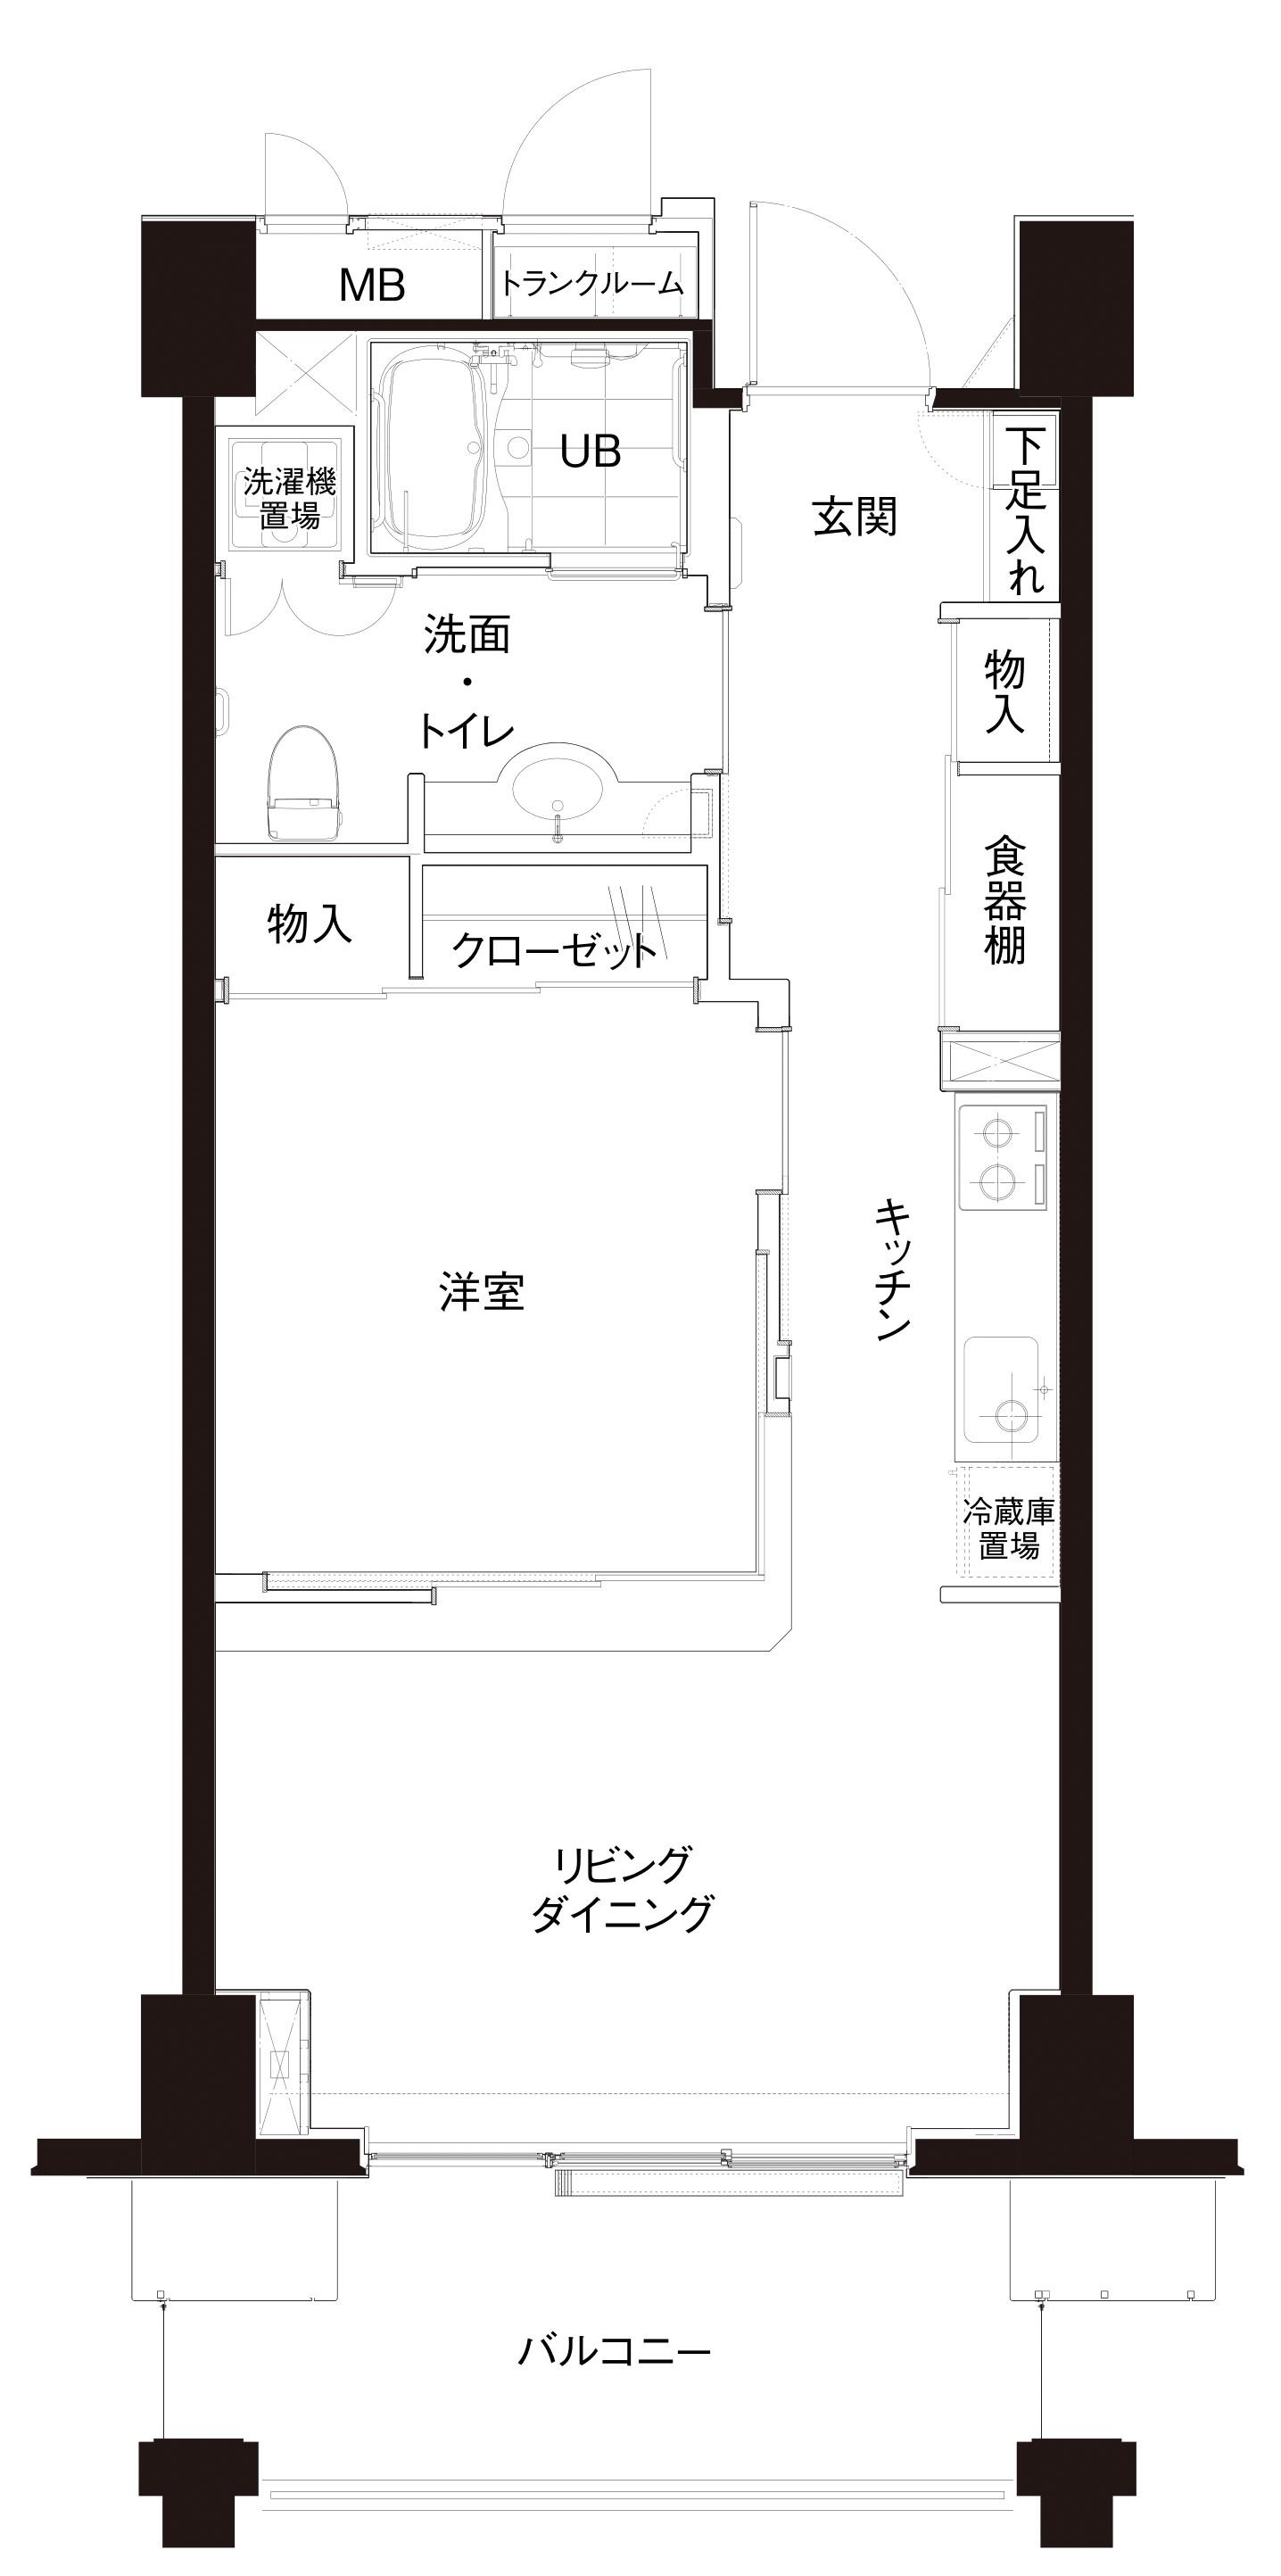 MB
トランクルーム
UB
洗濯機
置場
玄関
下足入れ
洗面
・
トイレ
物入
食器棚
物入
クローゼット
洋室
キッチン
冷蔵庫
置場
リビング
ダイニング
バルコニー